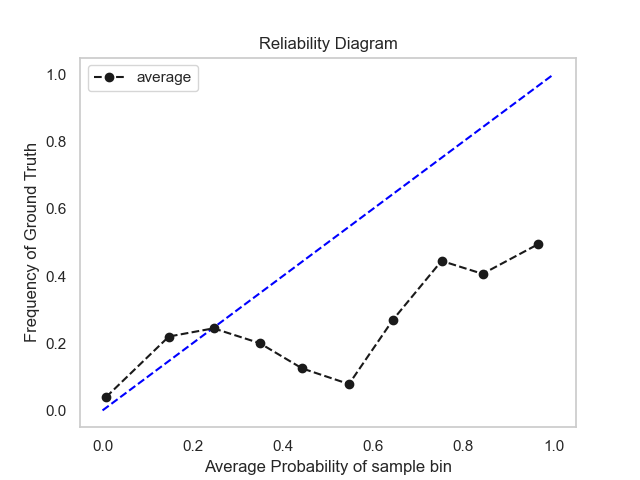 Reliability Diagram
average
1.0
0.8
0.6
0.4
0.2
0.0
Frequency of Ground Truth
0.0 0.2 0.4 0.6 0.8 1.0
Average Probability of sample bin